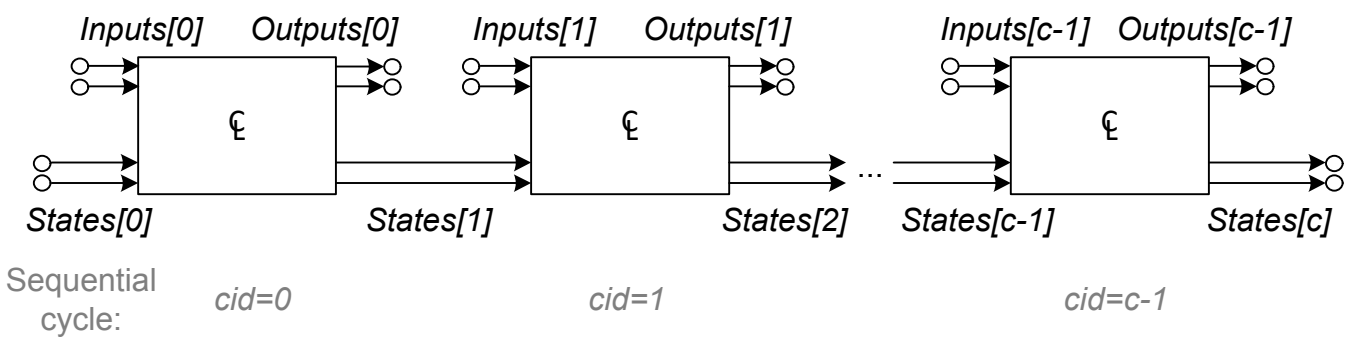 Inputs[0] Outputs[0] Inputs[1] Outputs[1] Inputs[c-1] Outputs[c-1]
℄ ℄ ℄
...
States[0] States[1] States[2] States[c-1] States[c]
Sequential
cycle: cid=0 cid=1 cid=c-1